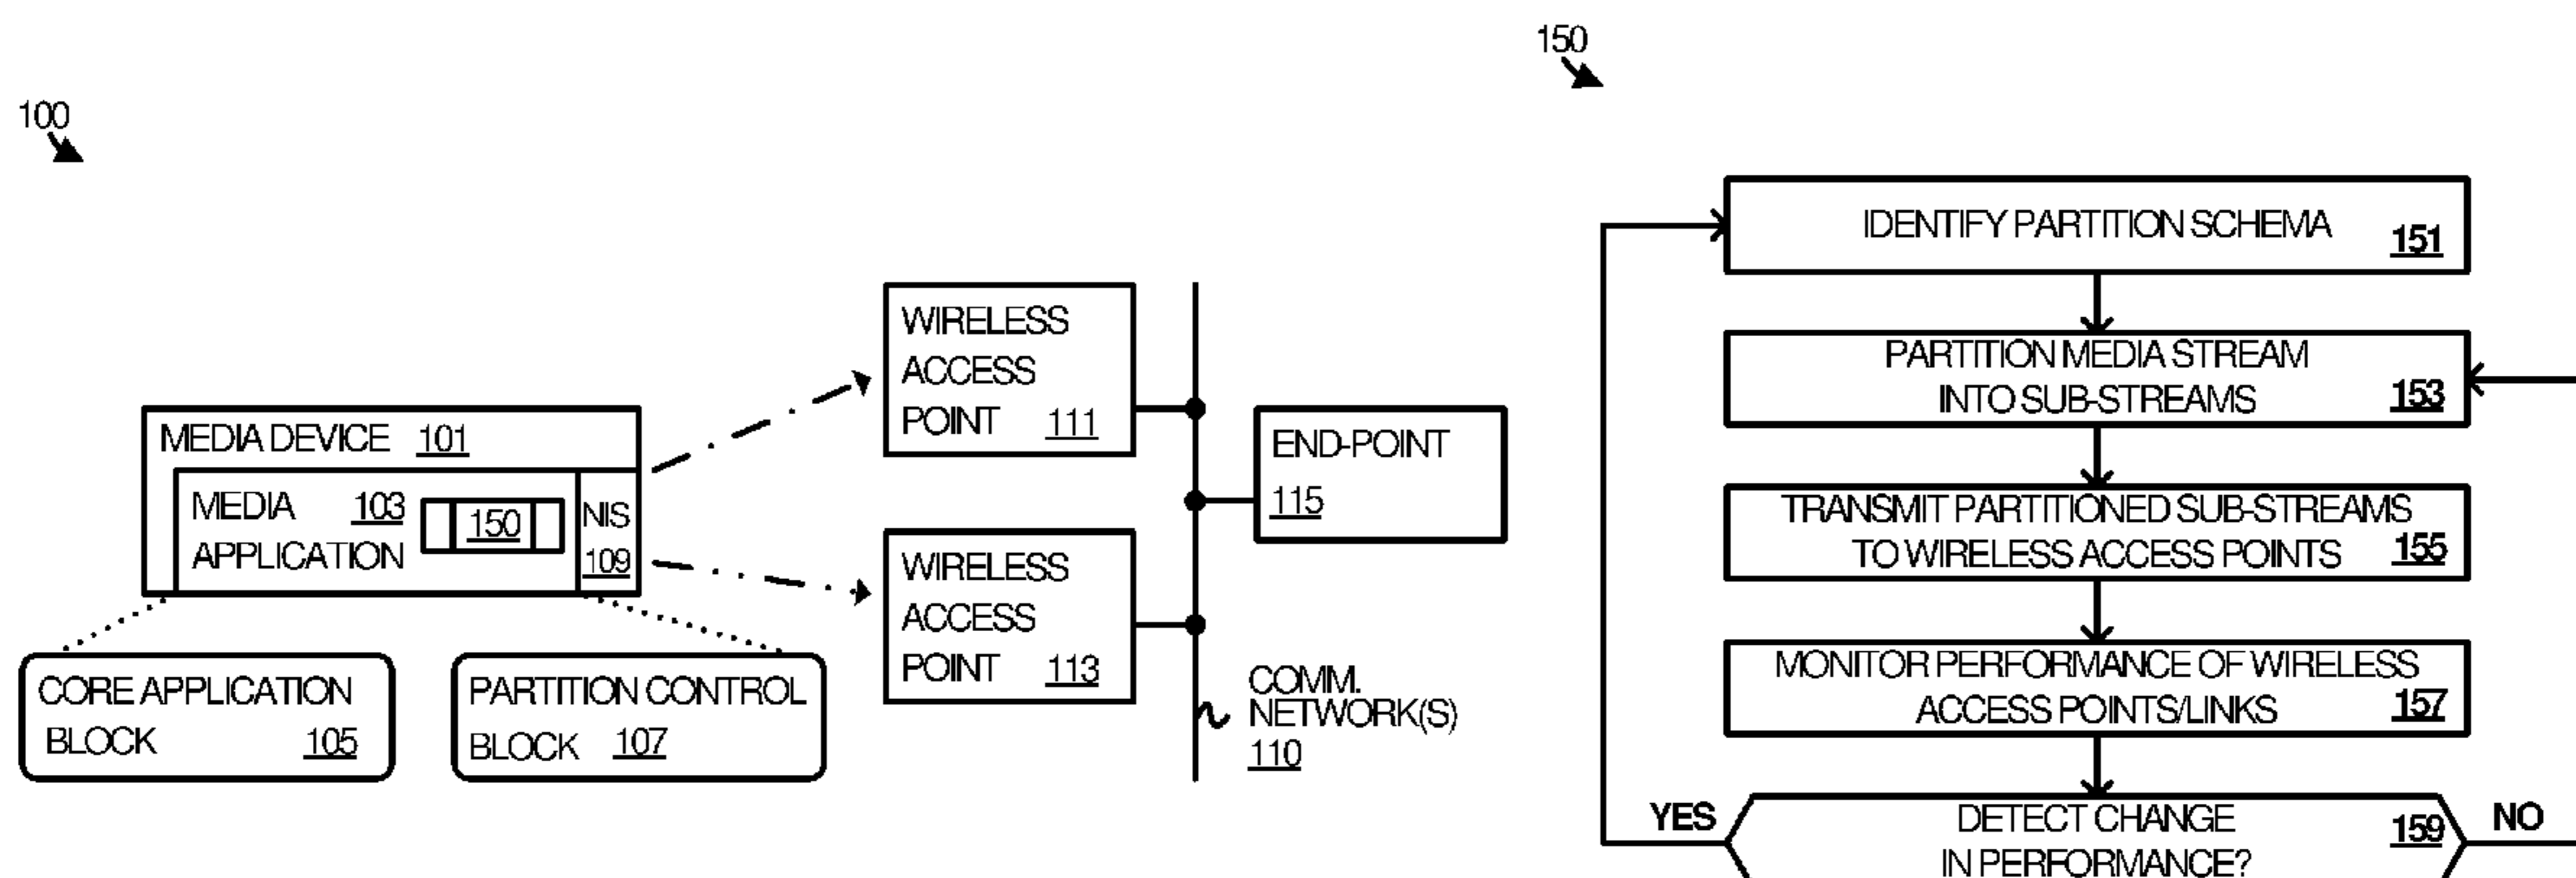 100
MEDIA DEVICE 101
MEDIA 103
APPLICATION
150
NIS
109
CORE APPLICATION
BLOCK 105
PARTITION CONTROL
BLOCK 107
WIRELESS
ACCESS
POINT 111
WIRELESS
ACCESS
POINT 113
END-POINT
115
COMM.
NETWORK(S)
110
150
IDENTIFY PARTITION SCHEMA 151
PARTITION MEDIA STREAM
INTO SUB-STREAMS 153
TRANSMIT PARTITIONED SUB-STREAMS
TO WIRELESS ACCESS POINTS 155
MONITOR PERFORMANCE OF WIRELESS
ACCESS POINTS/LINKS 157
YES
DETECT CHANGE 159
IN PERFORMANCE?
NO